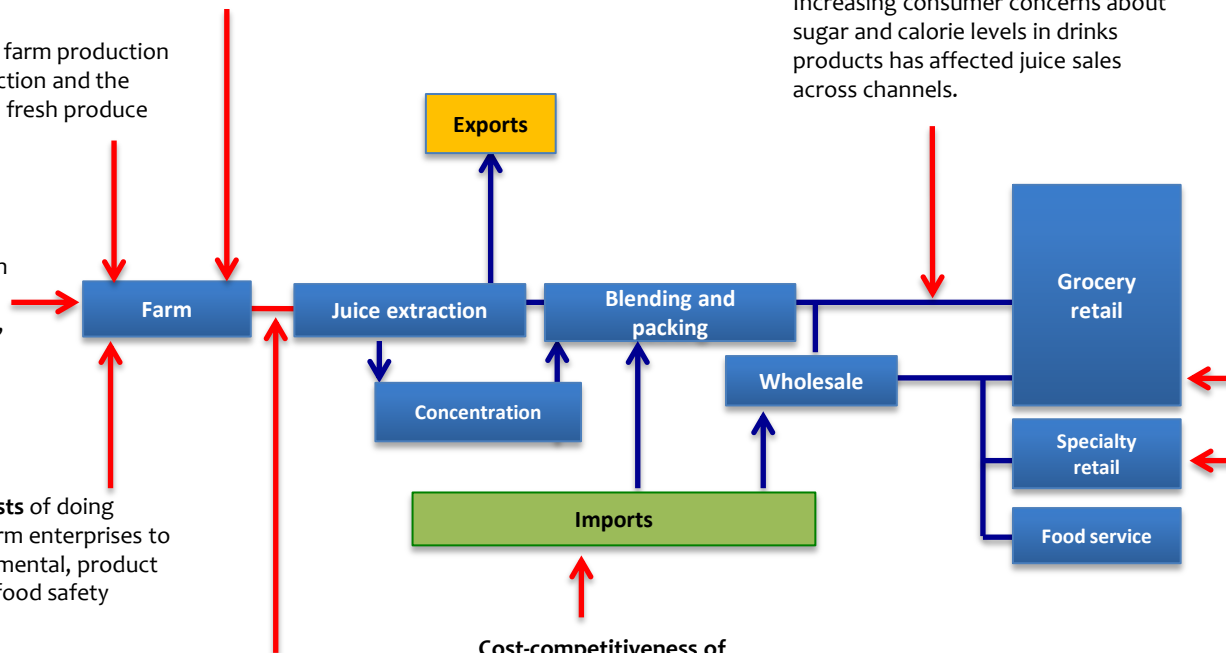 Increasing consumer concerns about
sugar and calorie levels in drinks
products has affected juice sales
across channels.
farm production
ction and the
fresh produce
Exports
n
,
Farm
Juice extraction
Blending and
packing
Grocery
retail
Wholesale
Concentration
Specialty
retail
Food service
Imports
sts of doing
rm enterprises to
mental, product
food safety
Cost-competitiveness of